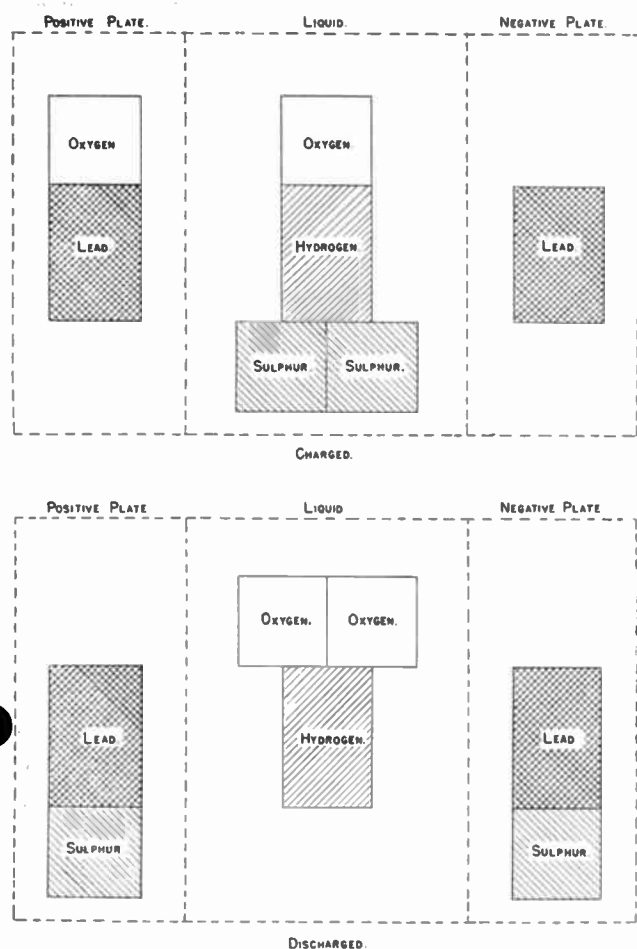 POSITIVE PLATE. LIQUID. NEGATIVE PLATE.
OXYGEN OXYGEN
LEAD. HYDROGEN. LEAD
SULPHUR. SULPHUR.
CHARGED.
POSITIVE PLATE LIQUID NEGATIVE PLATE
OXYGEN. OXYGEN.
LEAD. HYDROGEN. LEAD
SULPHUR SULPHUR.
DISCHARGED.